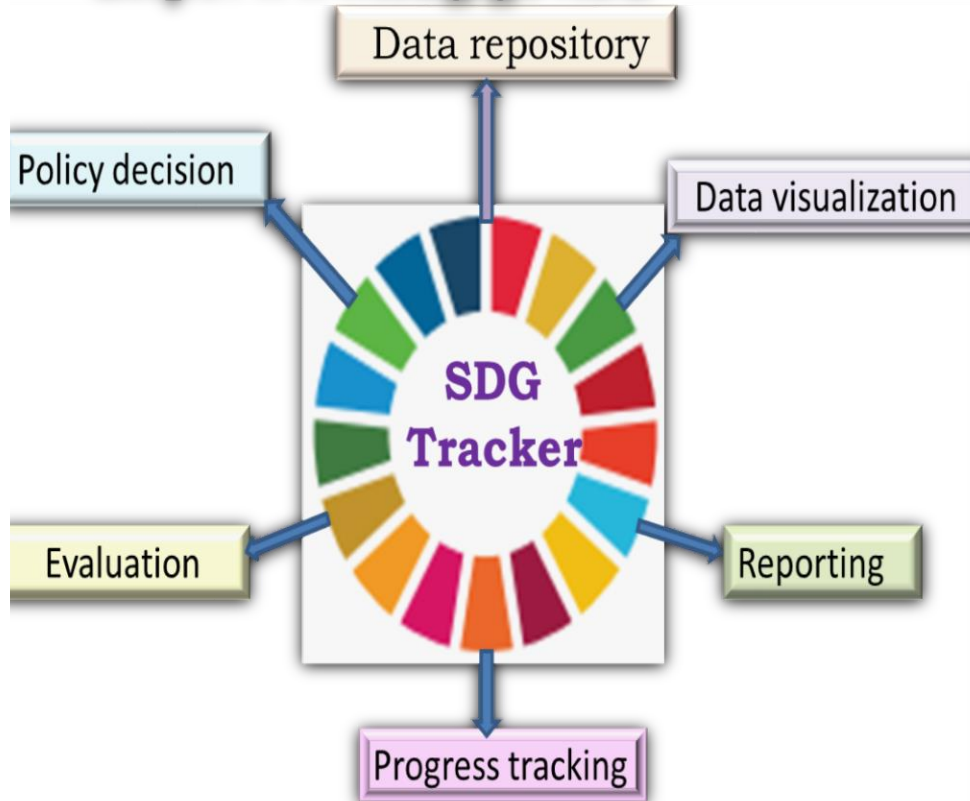 Data repository
Policy decision
Data visualization
SDG
Tracker
Evaluation
Reporting
Progress tracking